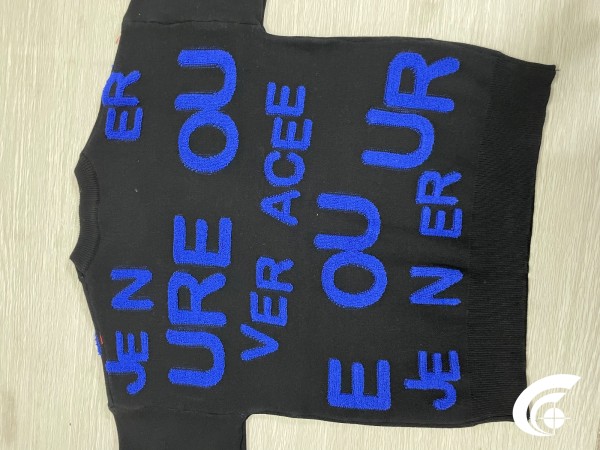 JE N ER
URE OU
VER ACEE
E OU UR
JE N ER